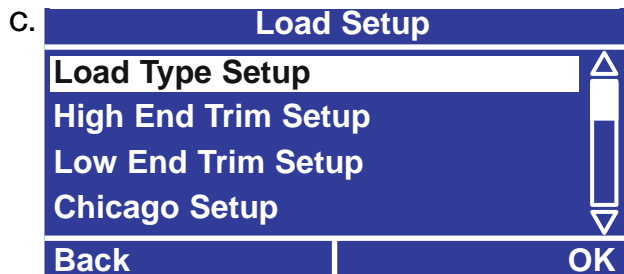 c. Load Setup
Load Type Setup
High End Trim Setup
Low End Trim Setup
Chicago Setup
Back OK